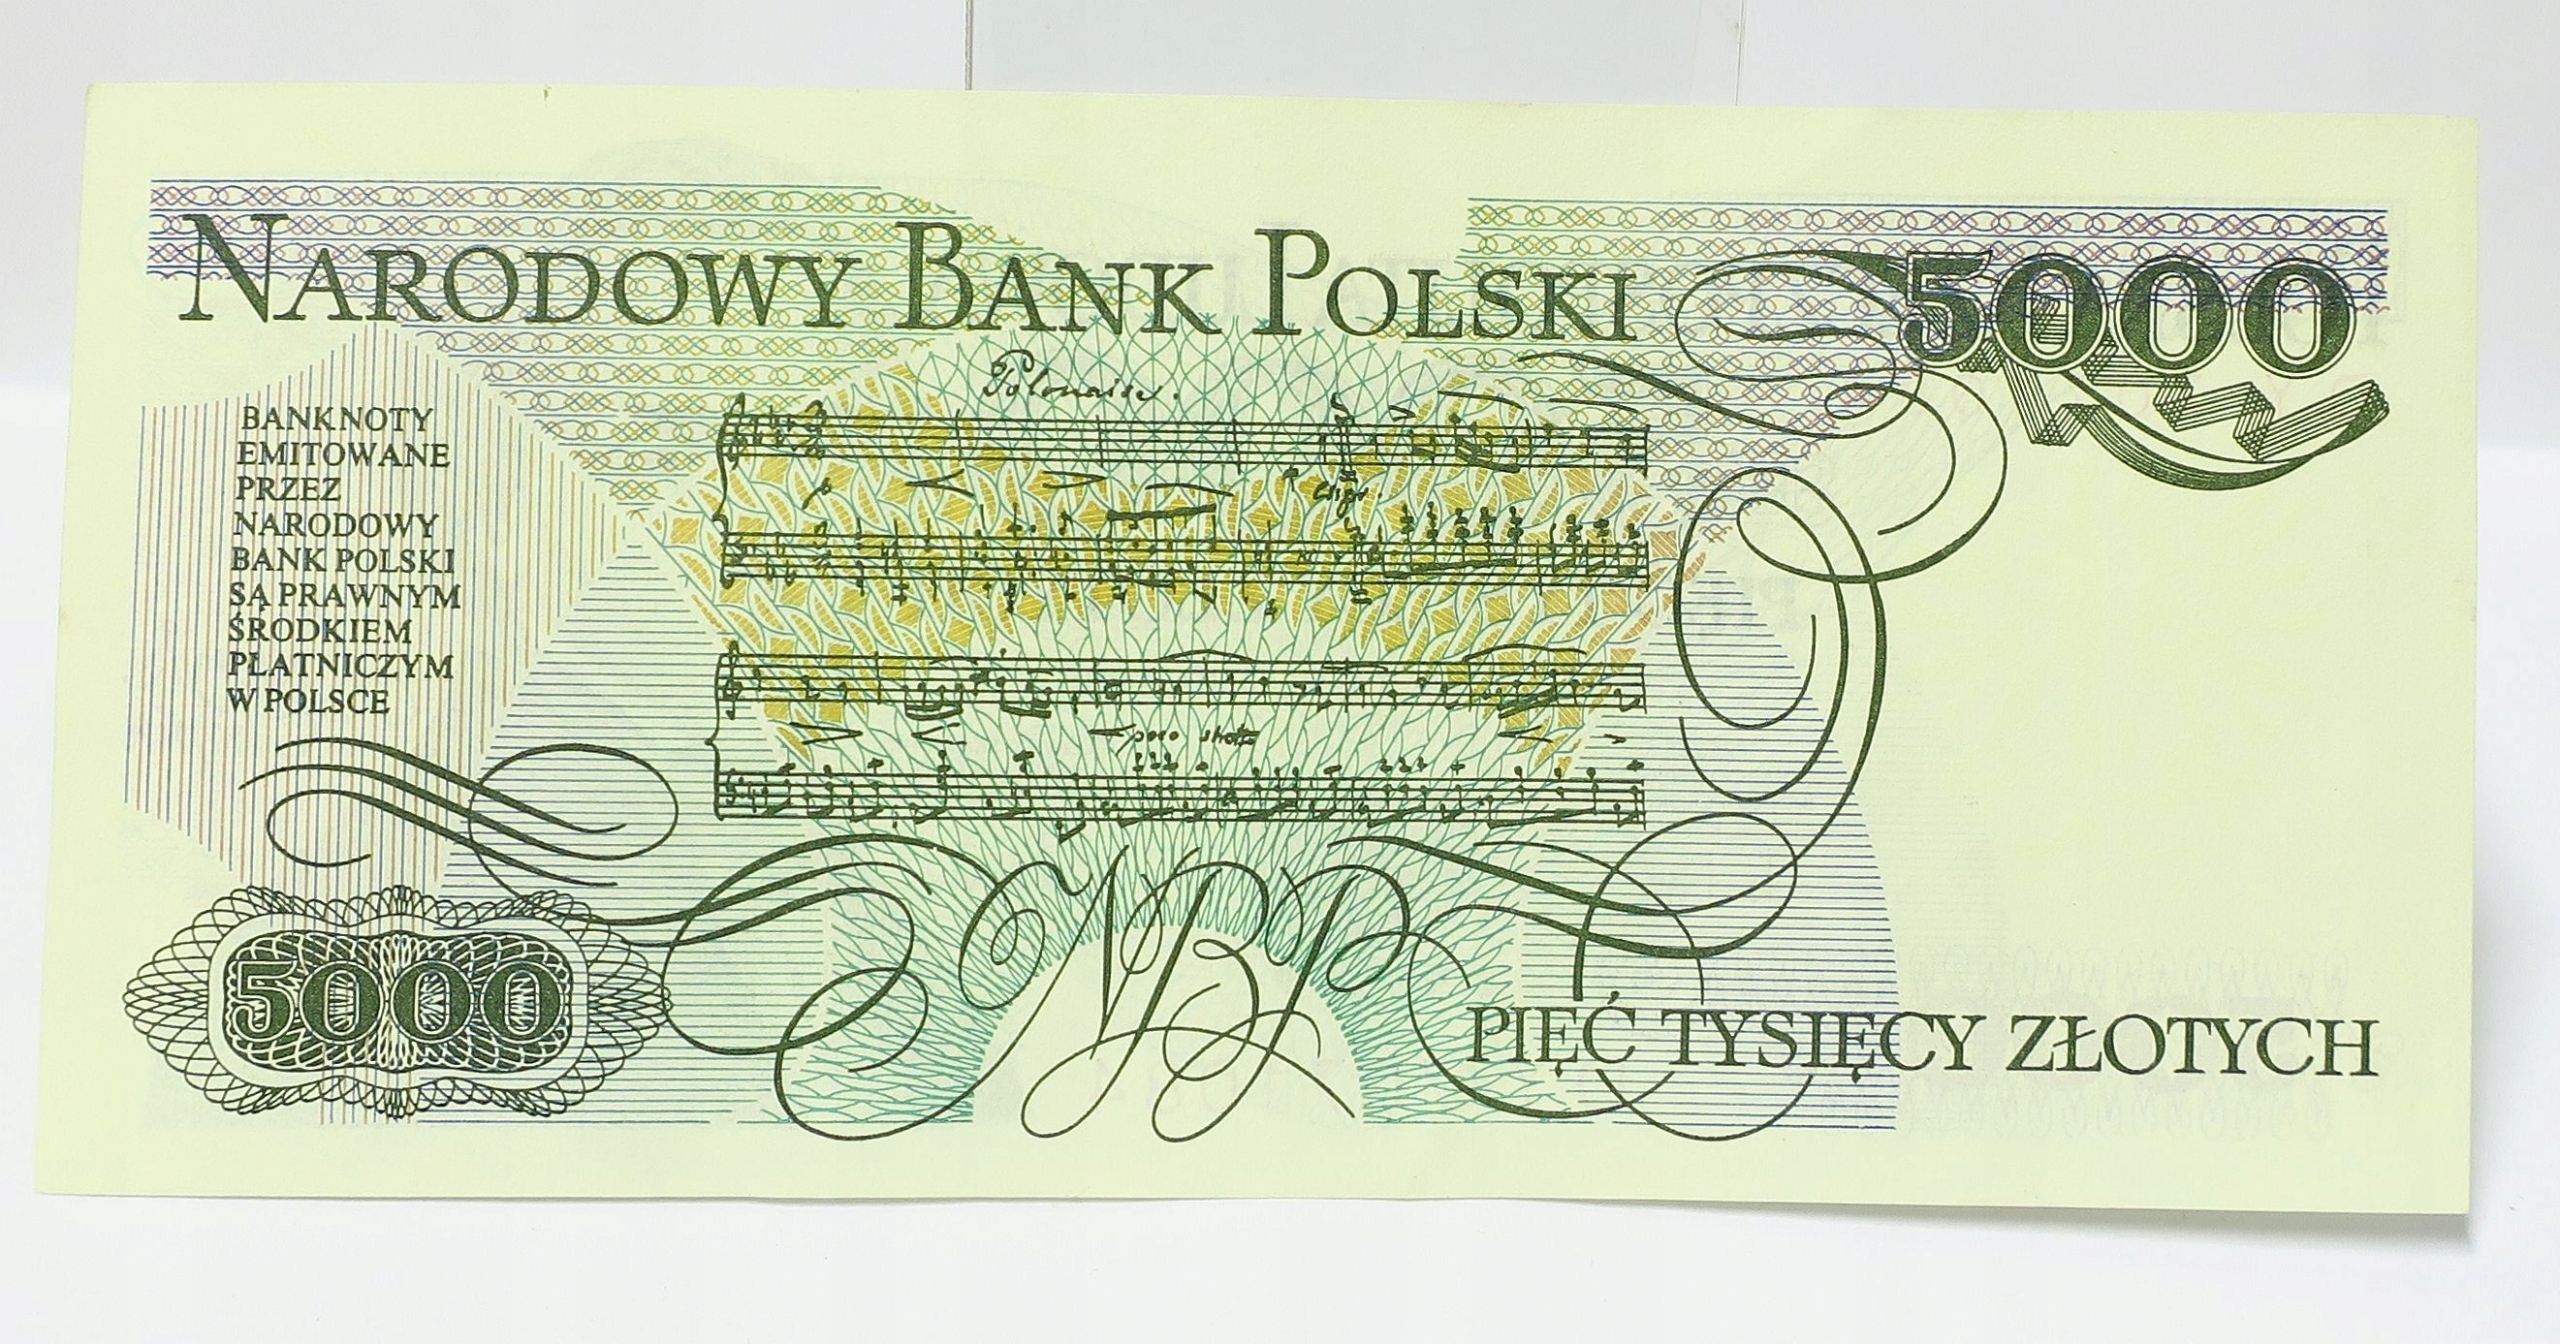 NARODOWY BANK POLSKI
5000
Polonaise.
BANKNOTY
EMITOWANE
PRZEZ
NARODOWY
BANK POLSKI
SĄ PRAWNYM
ŚRODKIEM
PŁATNICZYM
W POLSCE
poco
NBP
5000
PIĘĆ TYSIĘCY ZŁOTYCH